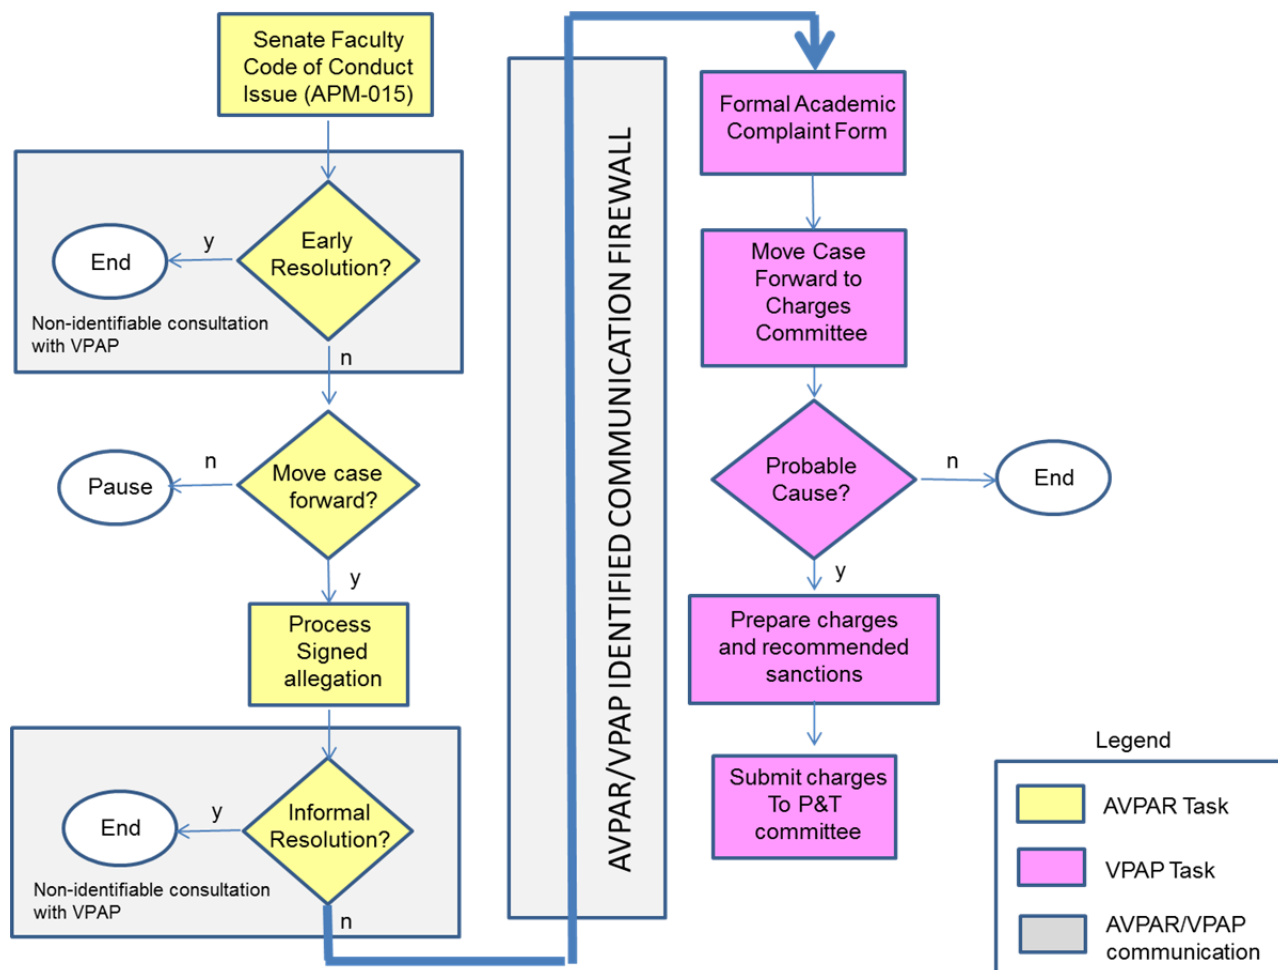 Senate Faculty
Code of Conduct
Issue (APM-015)
Early
Resolution?
y
End
Non-identifiable consultation
with VPAP
n
Move case
forward?
n
Pause
y
Process
Signed
allegation
Informal
Resolution?
y
End
Non-identifiable consultation
with VPAP
n
AVPAR/VPAP IDENTIFIED COMMUNICATION FIREWALL
Formal Academic
Complaint Form
Move Case
Forward to
Charges
Committee
Probable
Cause?
n
End
y
Prepare charges
and recommended
sanctions
Submit charges
To P&T
committee
Legend
AVPAR Task
VPAP Task
AVPAR/VPAP
communication